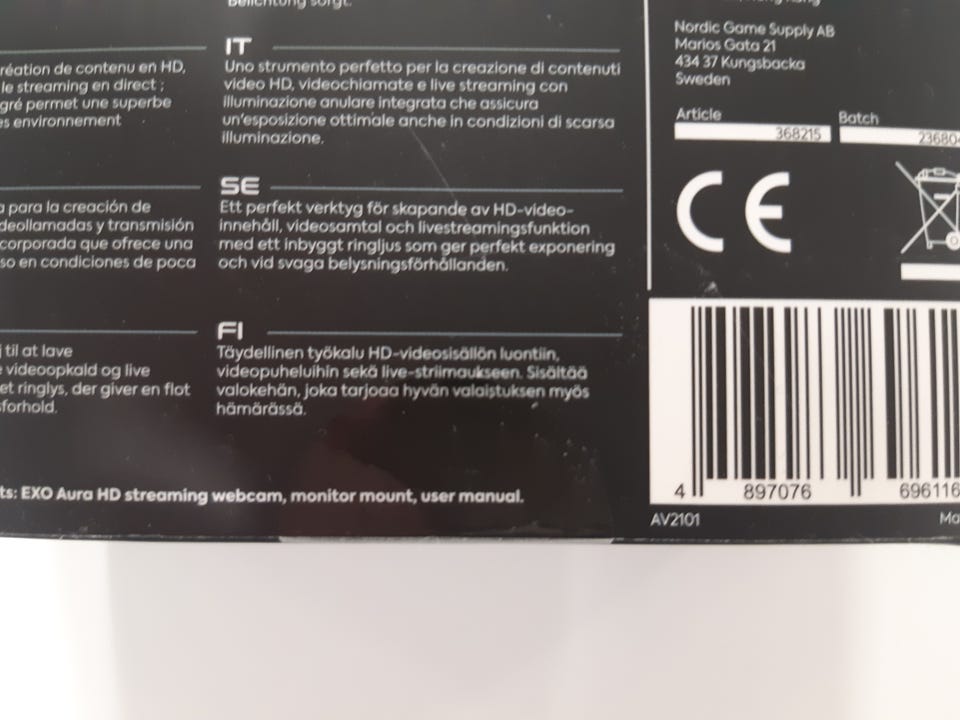 Belichtung sorgt.
réation de contenu en HD,
le streaming en direct ;
gré permet une superbe
es environnement
IT
Uno strumento perfetto per la creazione di contenuti
video HD, videochiamate e live streaming con
illuminazione anulare integrata che assicura
un'esposizione ottimale anche in condizioni di scarsa
illuminazione.
a para la creación de
deollamadas y transmisión
corporada que ofrece una
so en condiciones de poca
SE
Ett perfekt verktyg för skapande av HD-video-
innehåll, videosamtal och livestreamingsfunktion
med ett inbyggt ringljus som ger perfekt exponering
och vid svaga belysningsförhållanden.
j til at lave
e videoopkald og live
et ringlys, der giver en flot
sforhold.
FI
Täydellinen työkalu HD-videosisällön luontiin,
videopuheluihin sekä live-striimaukseen. Sisältää
valokehän, joka tarjoaa hyvän valaistuksen myös
hämärässä.
ts: EXO Aura HD streaming webcam, monitor mount, user manual.
Nordic Game Supply AB
Marios Gata 21
434 37 Kungsbacka
Sweden
Article Batch
368215 236804
CE
4 897076 696116
AV2101 Ma